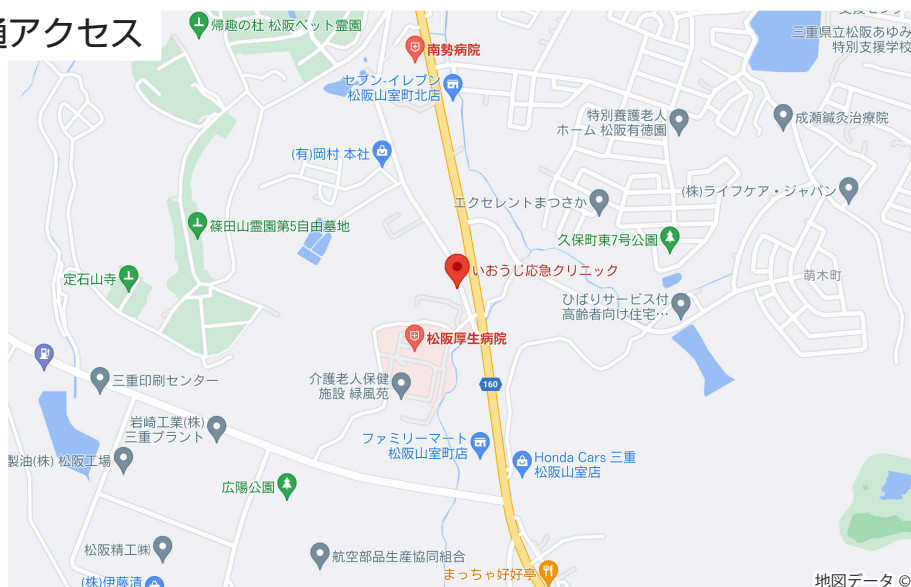 通アクセス
帰趣の杜 松阪ペット霊園
南勢病院
三重県立松阪あゆみ
特別支援学校
セブン-イレブン
松阪山室町北店
特別養護老人
ホーム 松阪有徳園
成瀬鍼灸治療院
(有)岡村 本社
(株)ライフケア・ジャパン
エクセレントまつさか
篠田山霊園第5自由墓地
久保町東7号公園
いおうじ応急クリニック
定石山寺
萌木町
ひばりサービス付
高齢者向け住宅…
松阪厚生病院
三重印刷センター
介護老人保健
施設 緑風苑
160
岩崎工業(株)
三重プラント
ファミリーマート
松阪山室町店
製油(株) 松阪工場
Honda Cars 三重
松阪山室店
広陽公園
松阪精工㈱
航空部品生産協同組合
まっちゃ好好亭
(株)伊藤清
地図データ ©